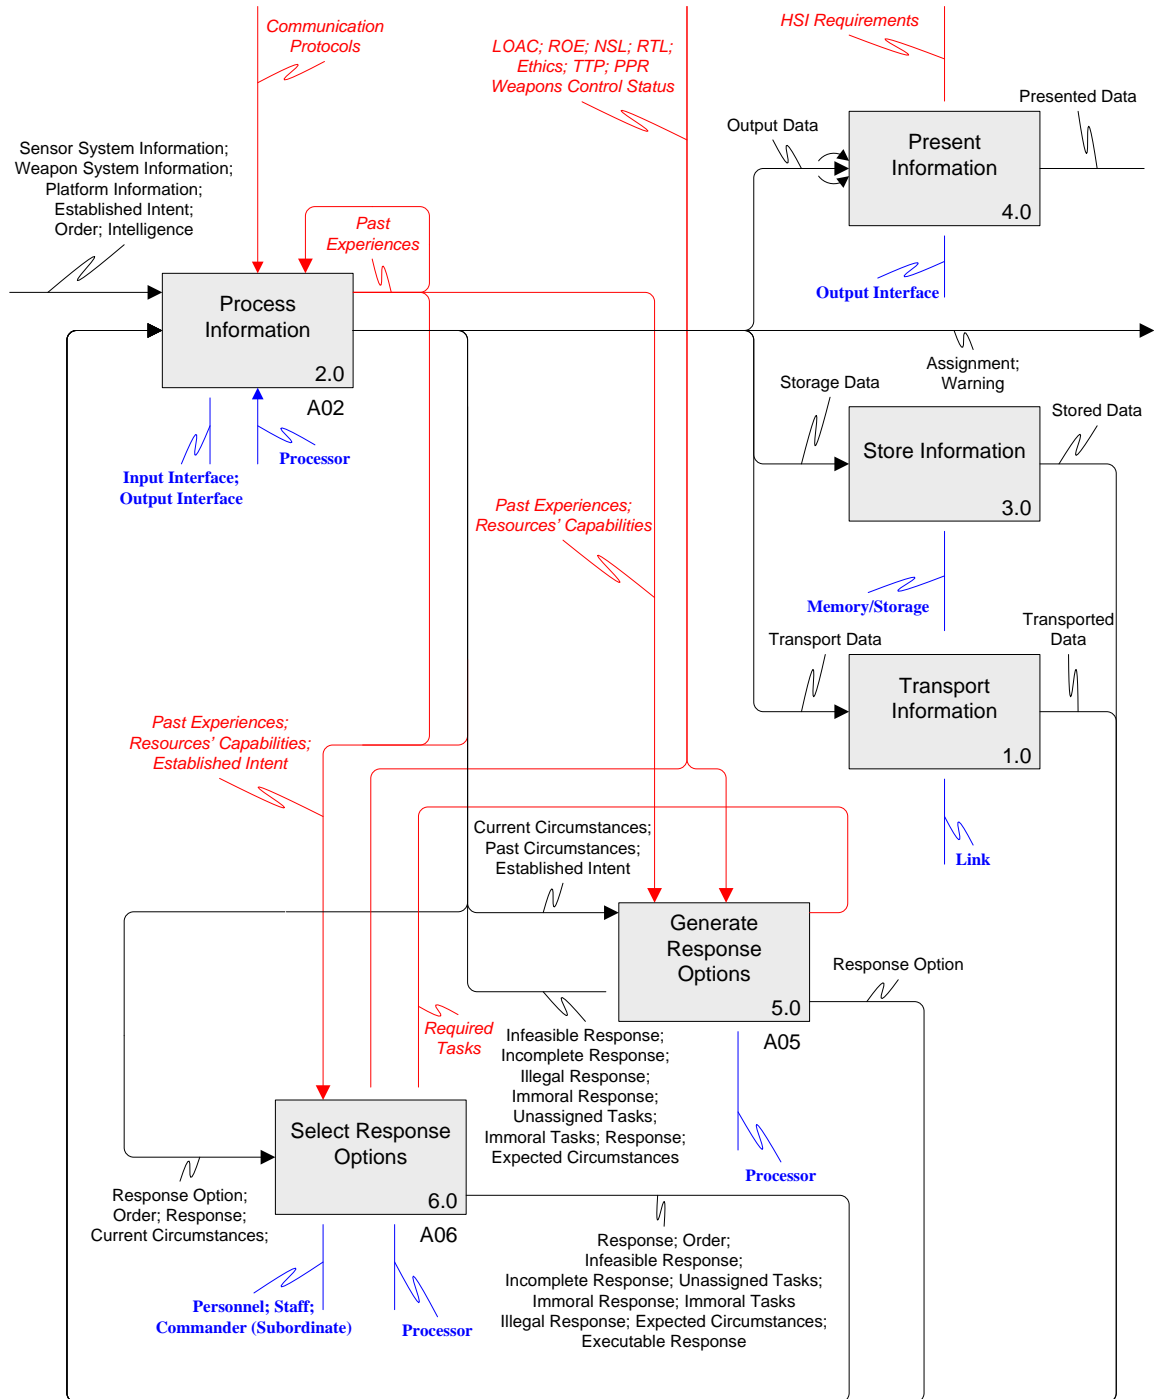 Communication
Protocols
LOAC; ROE; NSL; RTL;
Ethics; TTP; PPR
Weapons Control Status
HSI Requirements
Output Data
Presented Data
Present
Information
4.0
Output Interface
Sensor System Information;
Weapon System Information;
Platform Information;
Established Intent;
Order; Intelligence
Past
Experiences
Process
Information
2.0
A02
Input Interface;
Output Interface
Processor
Assignment;
Warning
Storage Data
Stored Data
Store Information
3.0
Memory/Storage
Past Experiences;
Resources’ Capabilities
Transport Data
Transported
Data
Transport
Information
1.0
Link
Past Experiences;
Resources’ Capabilities;
Established Intent
Current Circumstances;
Past Circumstances;
Established Intent
Generate
Response
Options
5.0
A05
Response Option
Processor
Required
Tasks
Infeasible Response;
Incomplete Response;
Illegal Response;
Immoral Response;
Unassigned Tasks;
Immoral Tasks; Response;
Expected Circumstances
Select Response
Options
6.0
A06
Response Option;
Order; Response;
Current Circumstances;
Personnel; Staff;
Commander (Subordinate)
Processor
Response; Order;
Infeasible Response;
Incomplete Response; Unassigned Tasks;
Immoral Response; Immoral Tasks
Illegal Response; Expected Circumstances;
Executable Response